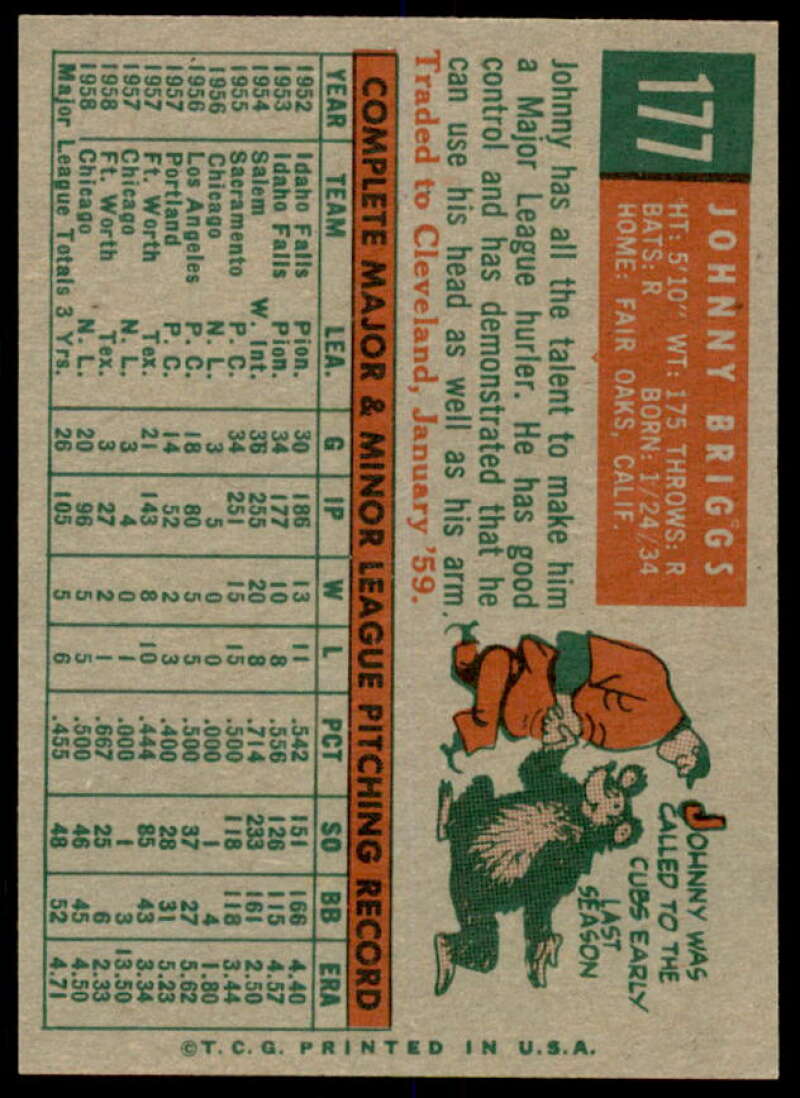 177
JOHNNY BRIGGS
HT: 5'10" WT: 175 THROWS: R
BATS: R BORN: 1/24/34
HOME: FAIR OAKS, CALIF.
Johnny has all the talent to make him
a Major League hurler. He has good
control and has demonstrated that he
can use his head as well as his arm.
Traded to Cleveland, January '59.
JOHNNY WAS
CALLED TO THE
CUBS EARLY
LAST
SEASON
COMPLETE MAJOR & MINOR LEAGUE PITCHING RECORD
YEAR TEAM LEA. G IP W L PCT SO BB ERA
1952 Idaho Falls Pion. 30 186 13 11 .542 151 166 4.40
1953 Idaho Falls Pion. 34 177 10 8 .556 126 115 4.57
1954 Salem W. Int. 36 255 20 8 .714 233 161 2.50
1955 Sacramento P. C. 34 251 15 15 .500 118 118 3.44
1956 Chicago N. L. 3 5 0 0 .000 1 4 1.80
1956 Los Angeles P. C. 18 80 5 5 .500 37 27 5.62
1957 Portland P. C. 14 52 2 3 .400 28 31 5.23
1957 Ft. Worth Tex. 21 143 8 10 .444 85 43 3.34
1957 Chicago N. L. 3 4 0 1 .000 1 3 13.50
1958 Ft. Worth Tex. 3 27 2 1 .667 25 6 2.33
1958 Chicago N. L. 20 96 5 5 .500 46 45 4.50
Major League Totals 3 Yrs. 26 105 5 6 .455 48 52 4.71
©T.C.G. PRINTED IN U.S.A.